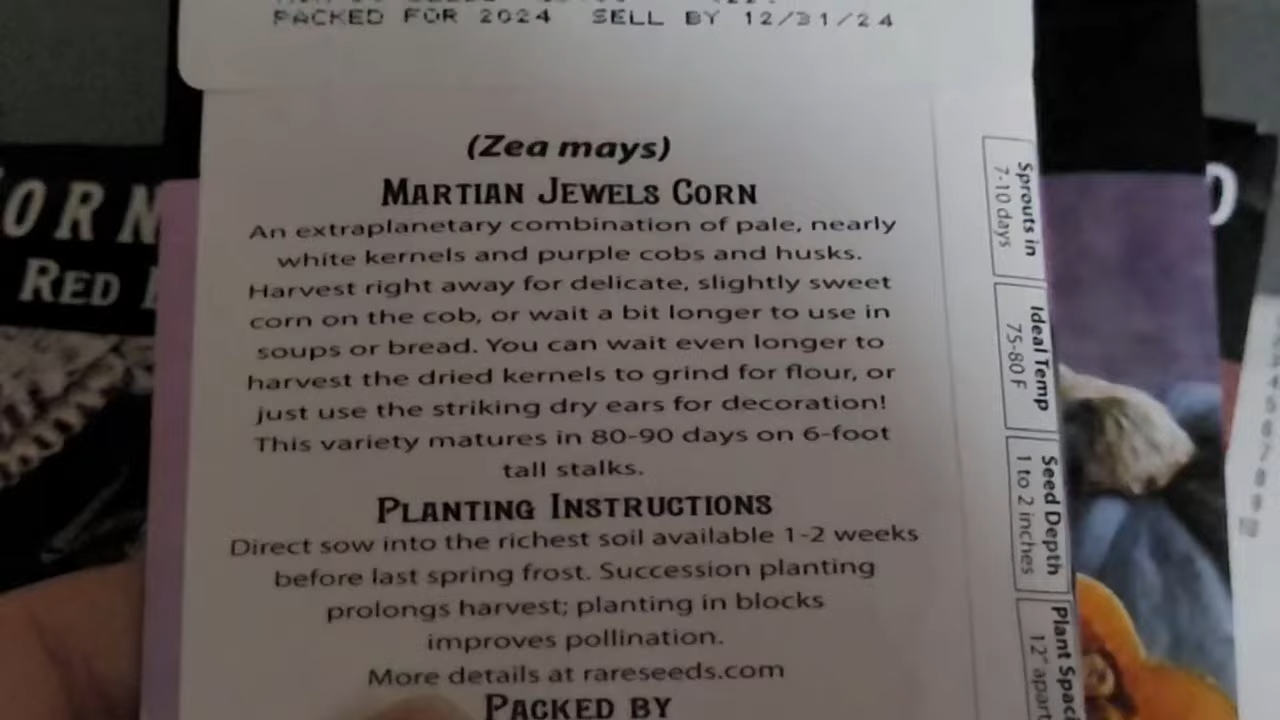 PACKED FOR 2024 SELL BY 12/31/24
(Zea mays)
MARTIAN JEWELS CORN
An extraplanetary combination of pale, nearly
white kernels and purple cobs and husks.
Harvest right away for delicate, slightly sweet
corn on the cob, or wait a bit longer to use in
soups or bread. You can wait even longer to
harvest the dried kernels to grind for flour, or
just use the striking dry ears for decoration!
This variety matures in 80-90 days on 6-foot
tall stalks.
PLANTING INSTRUCTIONS
Direct sow into the richest soil available 1-2 weeks
before last spring frost. Succession planting
prolongs harvest; planting in blocks
improves pollination.
More details at rareseeds.com
PACKED BY
Sprouts in
7-10 days
Ideal Temp
75-80 F
Seed Depth
1 to 2 inches
Plant Spac
12" apart
ORN
RED